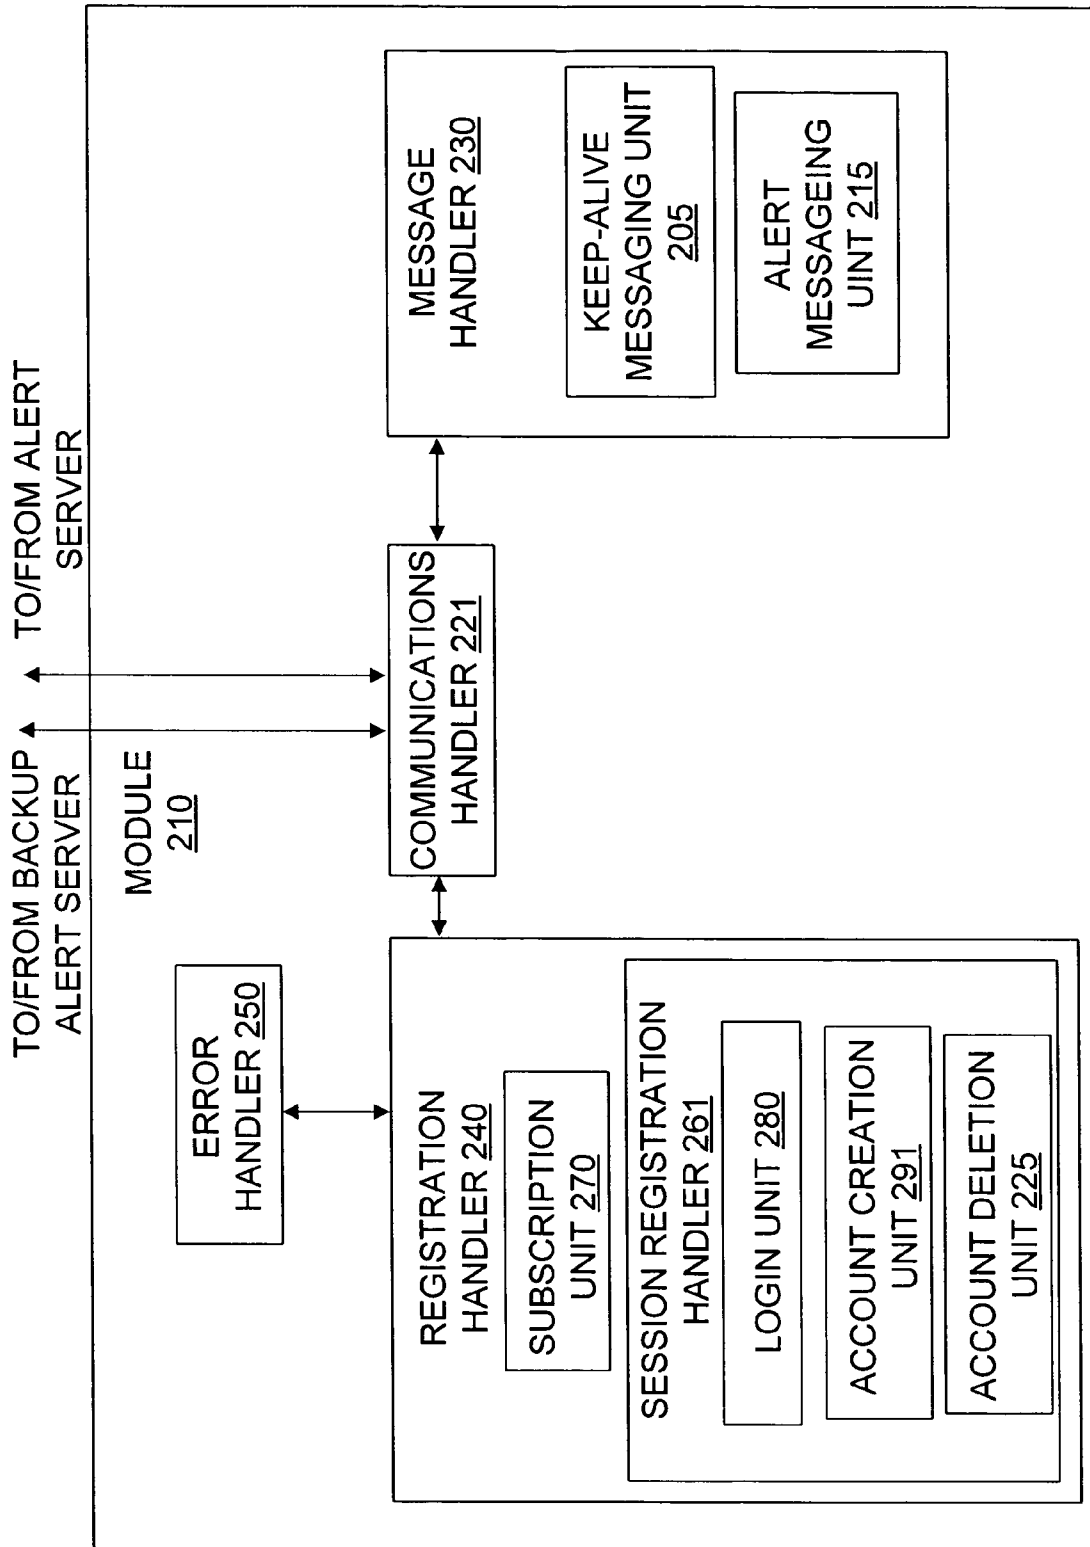 TO/FROM BACKUP
ALERT SERVER
TO/FROM ALERT
SERVER
MODULE
210
ERROR
HANDLER 250
REGISTRATION
HANDLER 240
SUBSCRIPTION
UNIT 270
SESSION REGISTRATION
HANDLER 261
LOGIN UNIT 280
ACCOUNT CREATION
UNIT 291
ACCOUNT DELETION
UNIT 225
COMMUNICATIONS
HANDLER 221
MESSAGE
HANDLER 230
KEEP-ALIVE
MESSAGING UNIT
205
ALERT
MESSAGEING
UINT 215